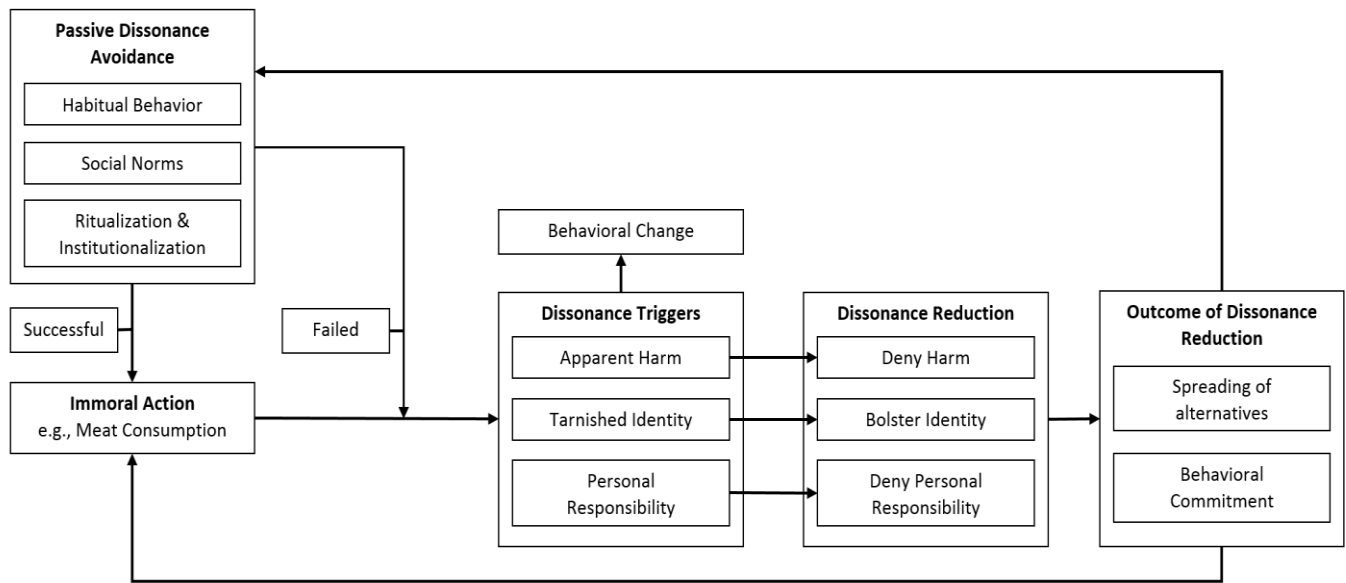 Passive Dissonance
Avoidance
Habitual Behavior
Social Norms
Ritualization &
Institutionalization
Successful
Failed
Immoral Action
e.g., Meat Consumption
Behavioral Change
Dissonance Triggers
Apparent Harm
Tarnished Identity
Personal
Responsibility
Dissonance Reduction
Deny Harm
Bolster Identity
Deny Personal
Responsibility
Outcome of Dissonance
Reduction
Spreading of
alternatives
Behavioral
Commitment